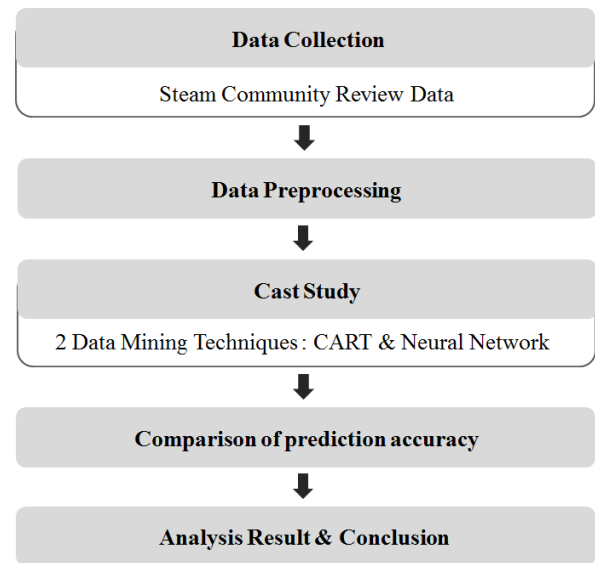 Data Collection
Steam Community Review Data
Data Preprocessing
Cast Study
2 Data Mining Techniques : CART & Neural Network
Comparison of prediction accuracy
Analysis Result & Conclusion